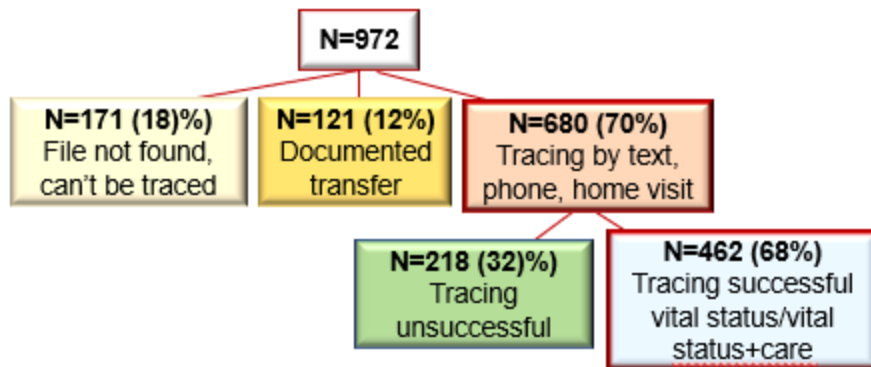 N=972
N=171 (18)%)
File not found,
can't be traced
N=121 (12%)
Documented
transfer
N=680 (70%)
Tracing by text,
phone, home visit
N=218 (32)%)
Tracing
unsuccessful
N=462 (68%)
Tracing successful
vital status/vital
status+care